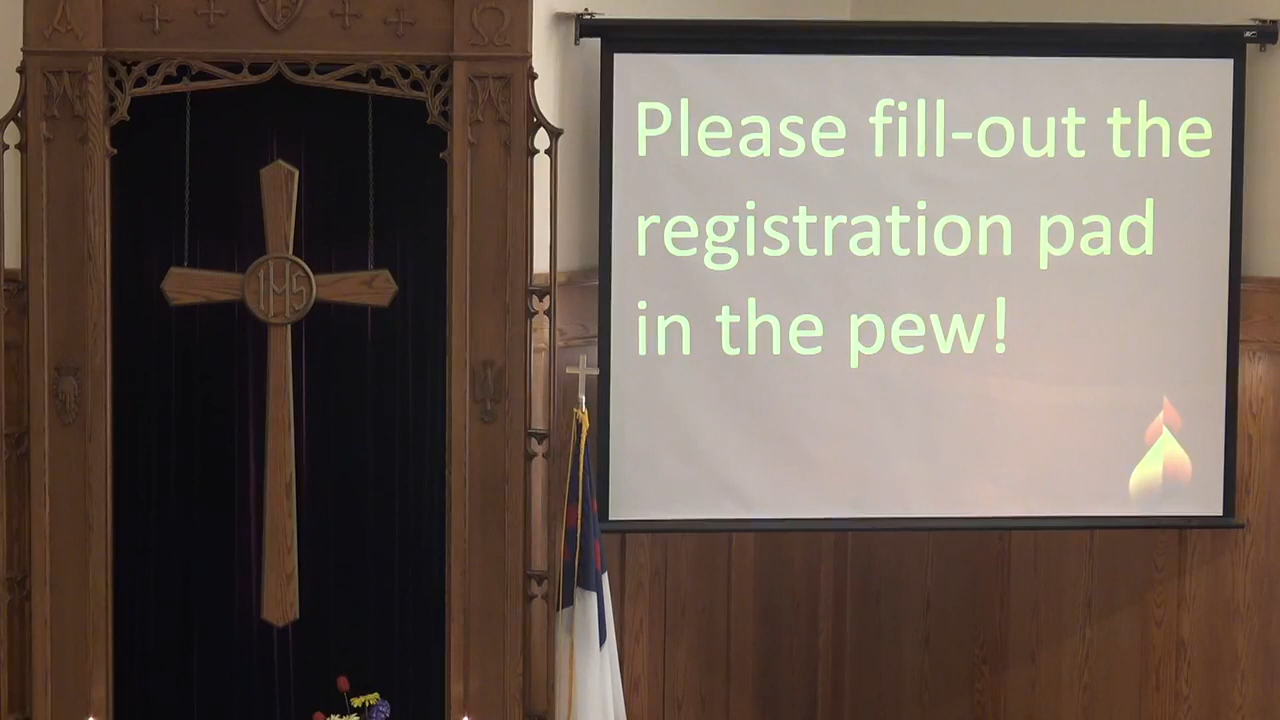 Please fill-out the
registration pad
in the pew!
IHS
Α
Ω